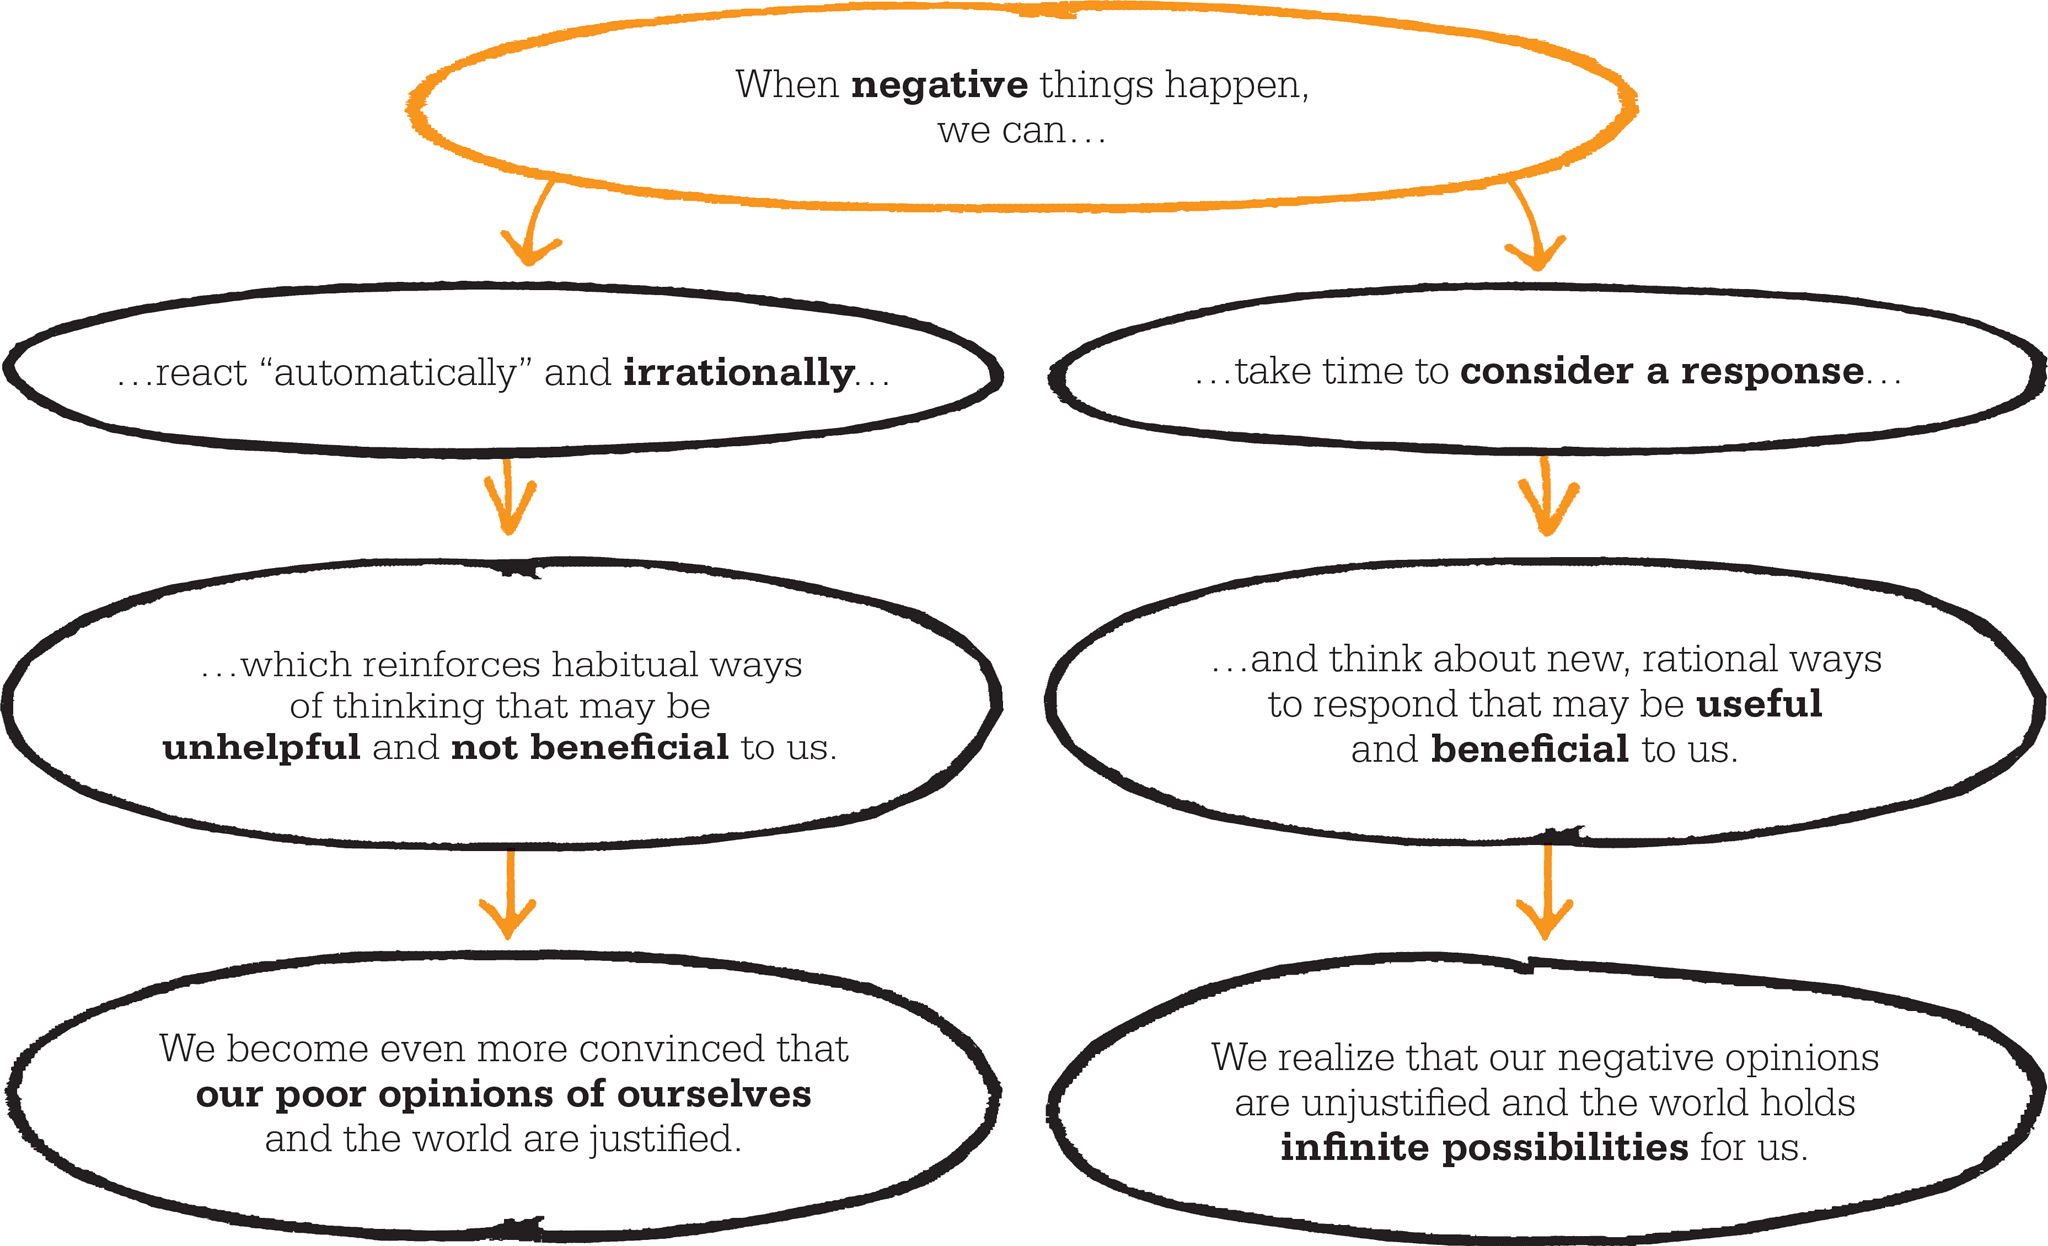 When negative things happen,
we can…
…react “automatically” and irrationally…
…which reinforces habitual ways
of thinking that may be
unhelpful and not beneficial to us.
We become even more convinced that
our poor opinions of ourselves
and the world are justified.
…take time to consider a response…
…and think about new, rational ways
to respond that may be useful
and beneficial to us.
We realize that our negative opinions
are unjustified and the world holds
infinite possibilities for us.